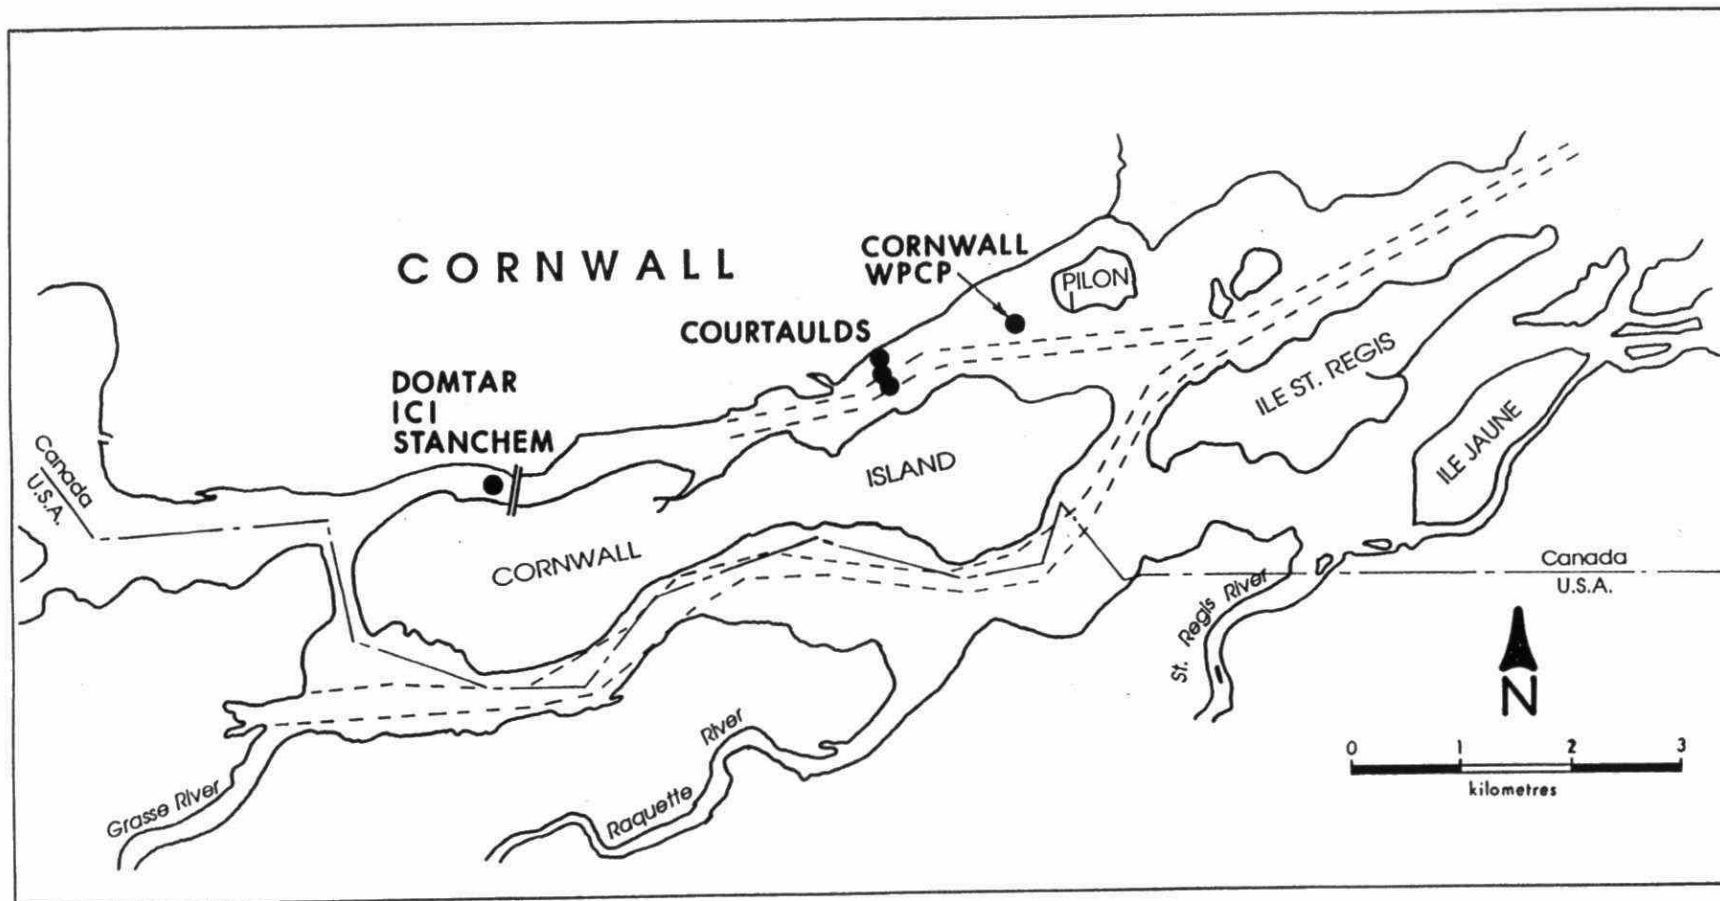 CORNWALL
CORNWALL
WPCP
PILON
I
COURTAULDS
DOMTAR
ICI
STANCHEM
Canada
U.S.A.
ISLAND
CORNWALL
ILE ST. REGIS
ILE JAUNE
Canada
U.S.A.
St. Regis River
N
Raquette River
Grasse River
0 1 2 3
kilometres